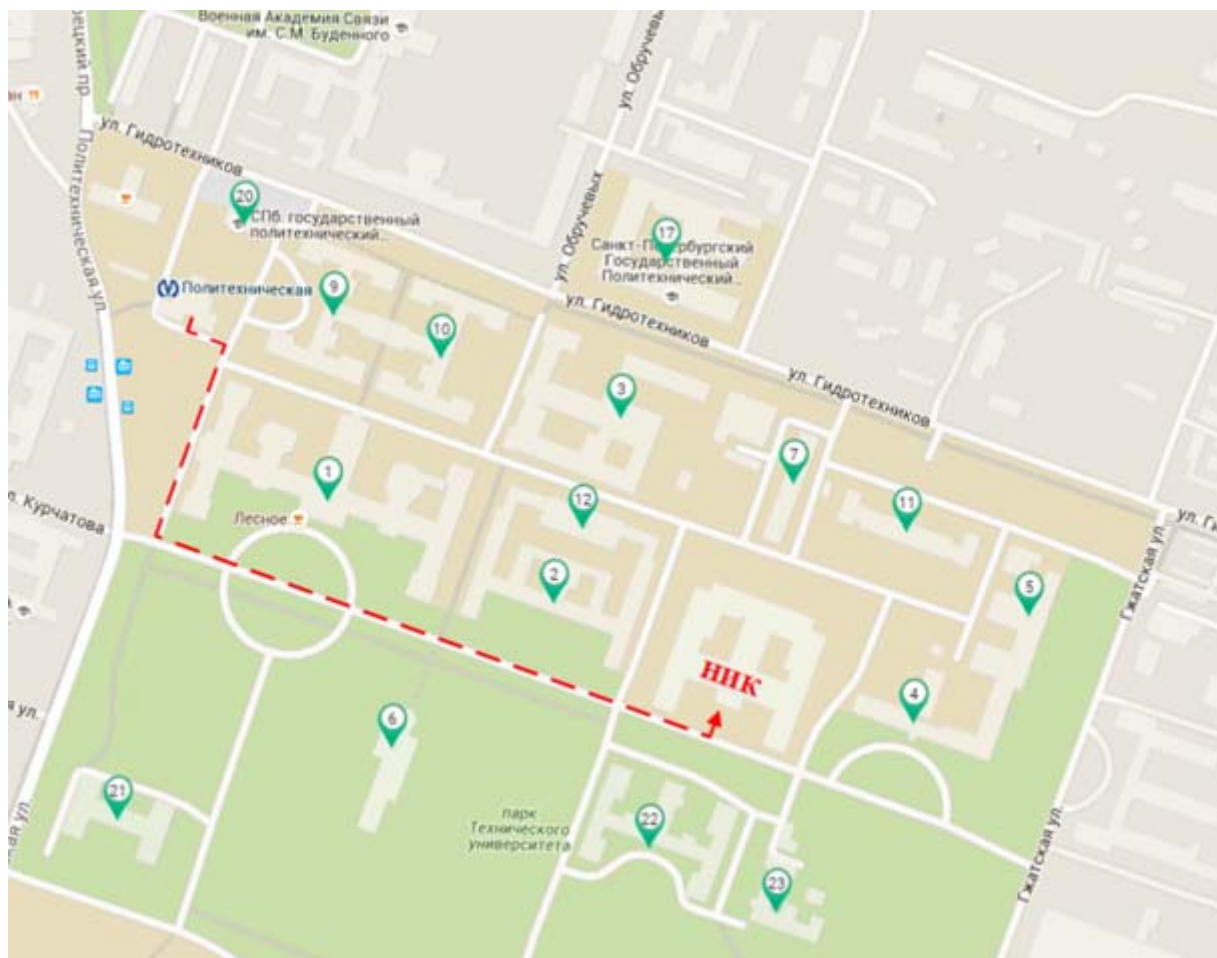 Военная Академия Связи
им. С.М. Буденного
ул. Обручевых
ул. Гидротехников
Политехническая ул.
20
СПб. государственный
политехнический...
ул. Обручевых
17
Санкт-Петербургский
Государственный
Политехнический...
Политехническая
9
10
ул. Гидротехников
3
ул. Гидротехников
7
1
12
11
Лесное
Курчатова
2
5
Гжатская ул.
НИК
4
6
21
парк
Технического
университета
22
23
Гжатская ул.